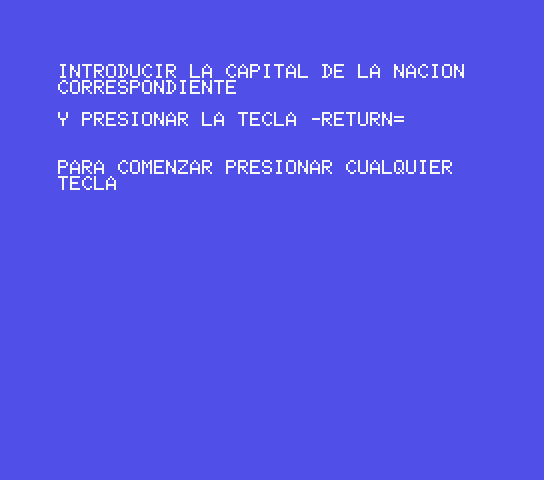 INTRODUCIR LA CAPITAL DE LA NACION
CORRESPONDIENTE
Y PRESIONAR LA TECLA -RETURN=
PARA COMENZAR PRESIONAR CUALQUIER
TECLA